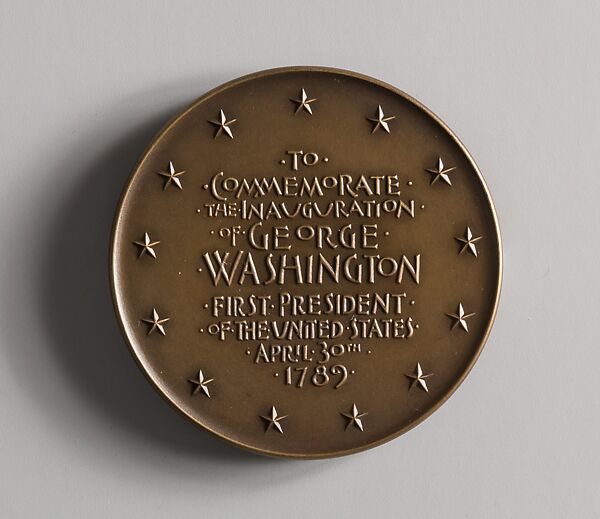 ·TO·
·COMMEMORATE·
·THE·INAUGURATION·
·OF·GEORGE·
·WASHINGTON·
·FIRST·PRESIDENT·
·OF·THE·UNITED·STATES·
·APRIL·30TH·
·1789·